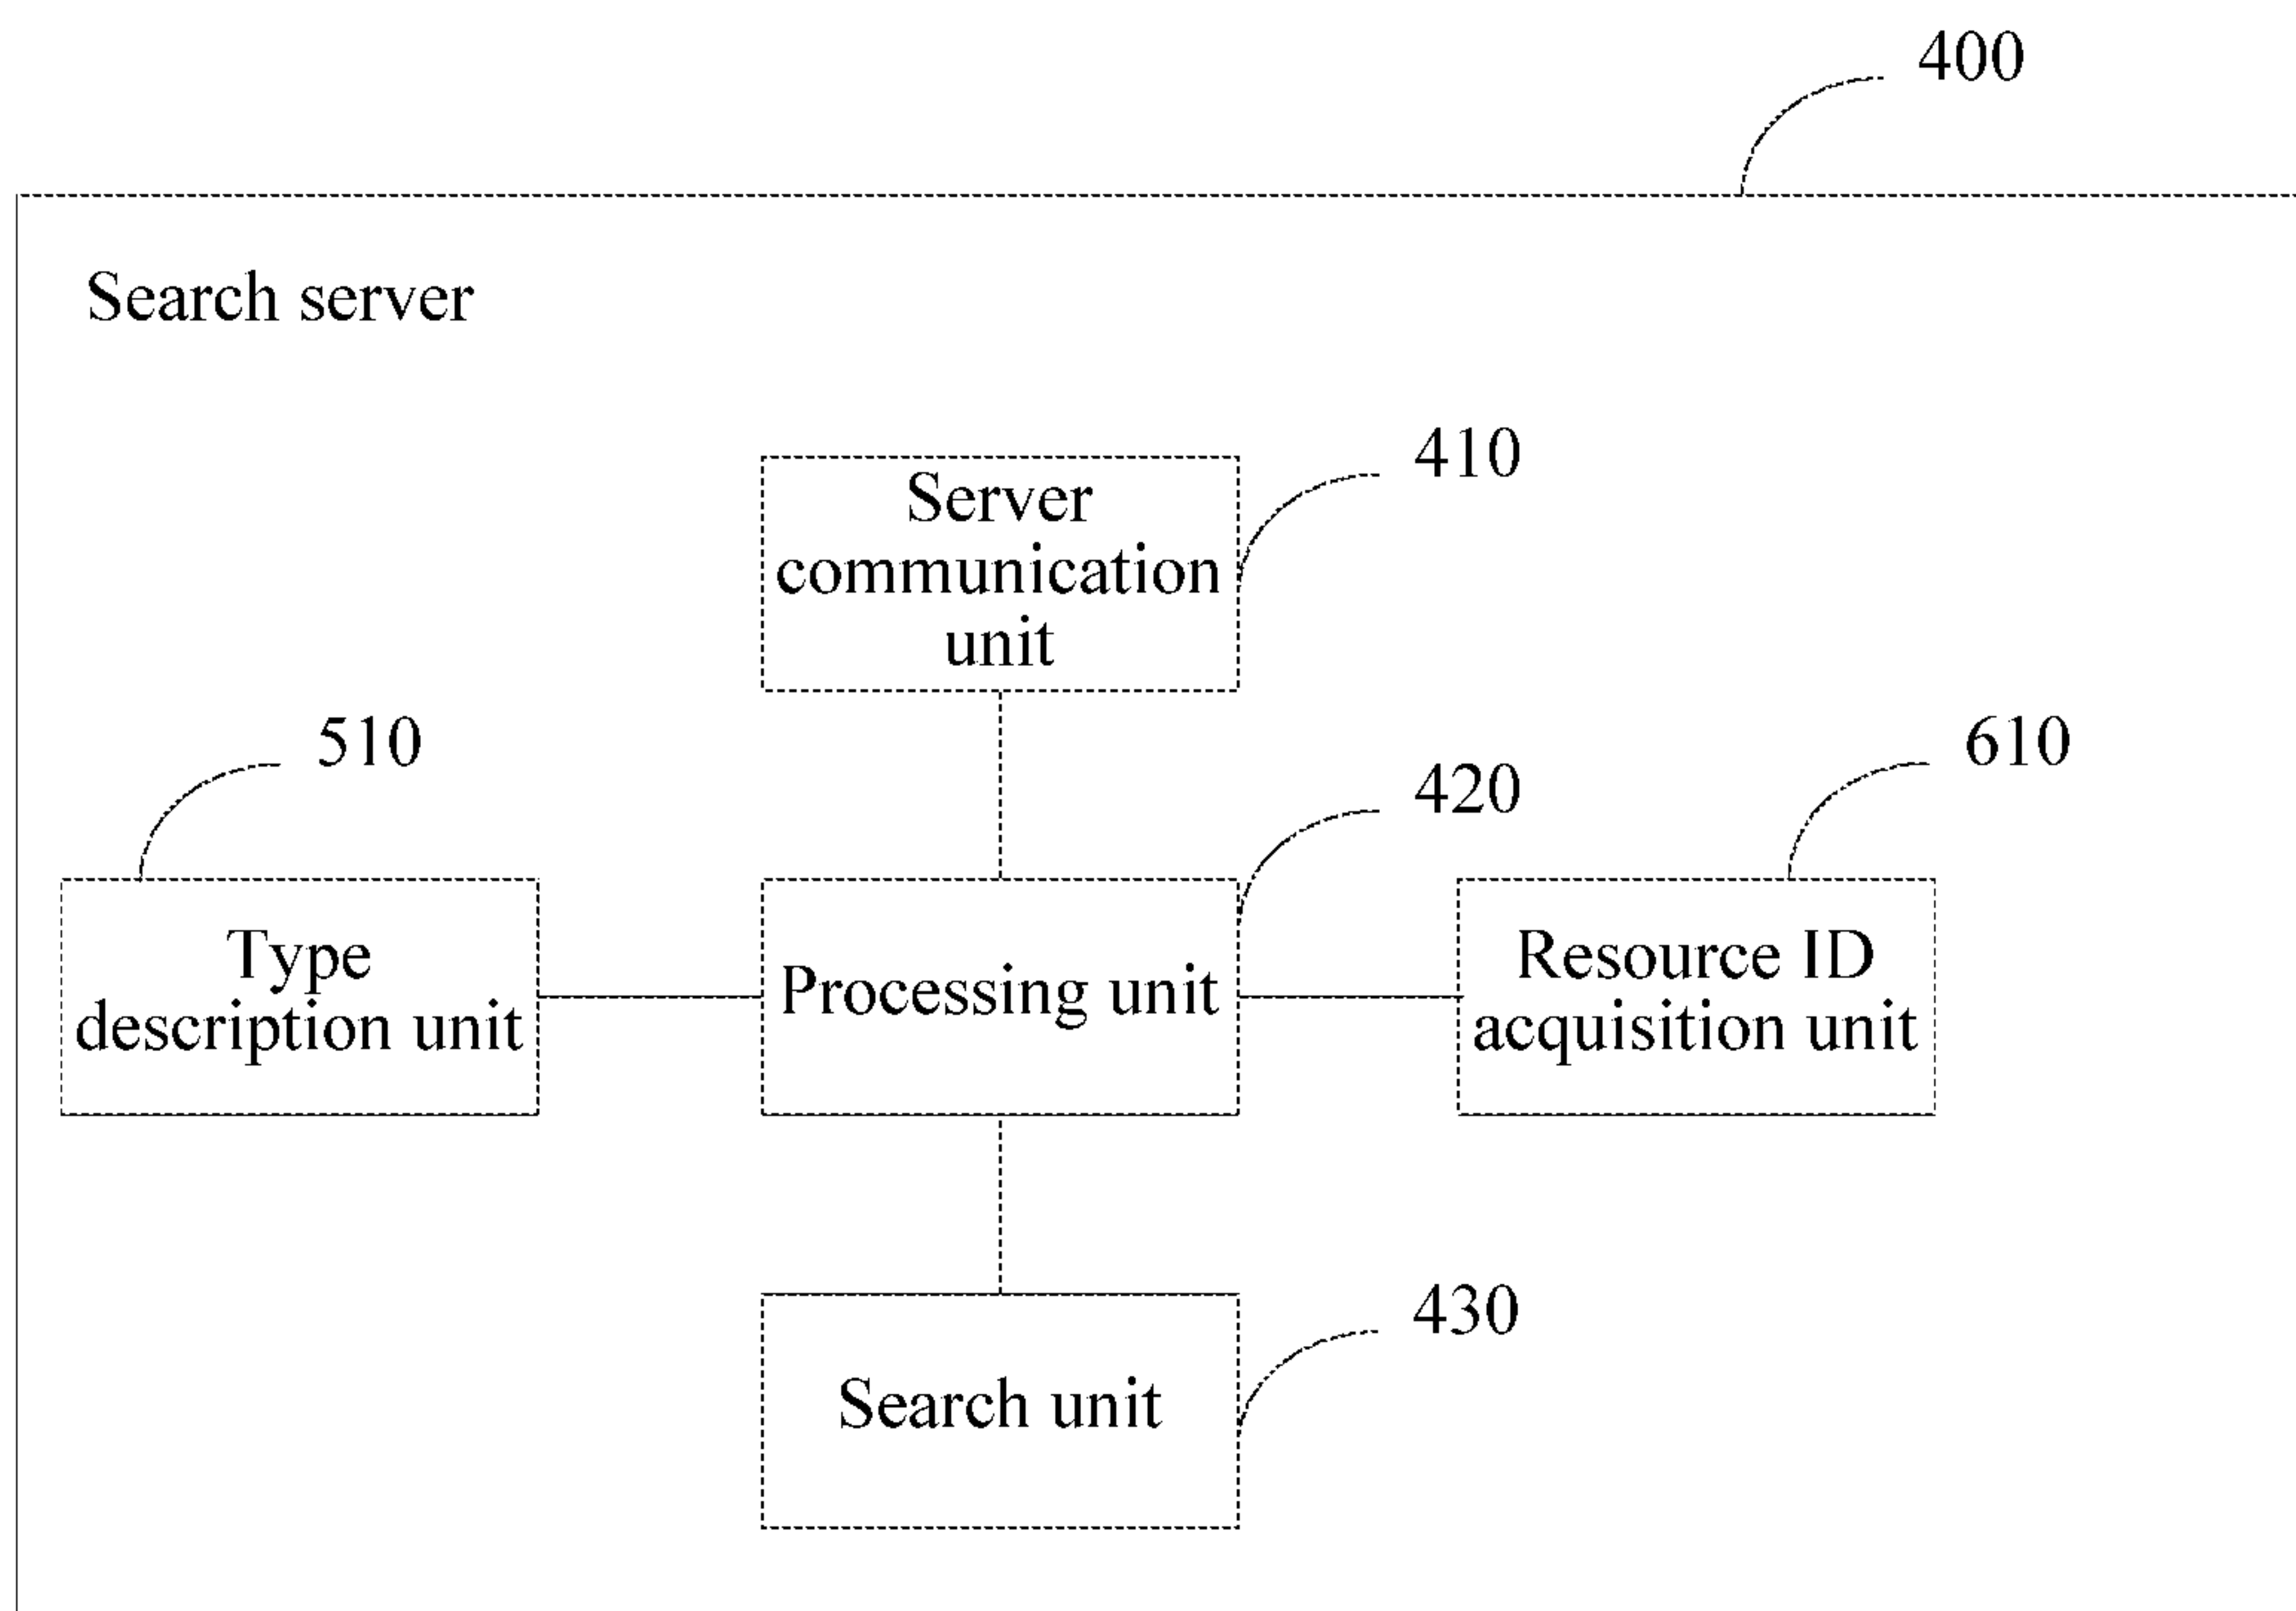 400
Search server
410
Server
communication
unit
510
420
610
Type
description unit
Processing unit
Resource ID
acquisition unit
430
Search unit